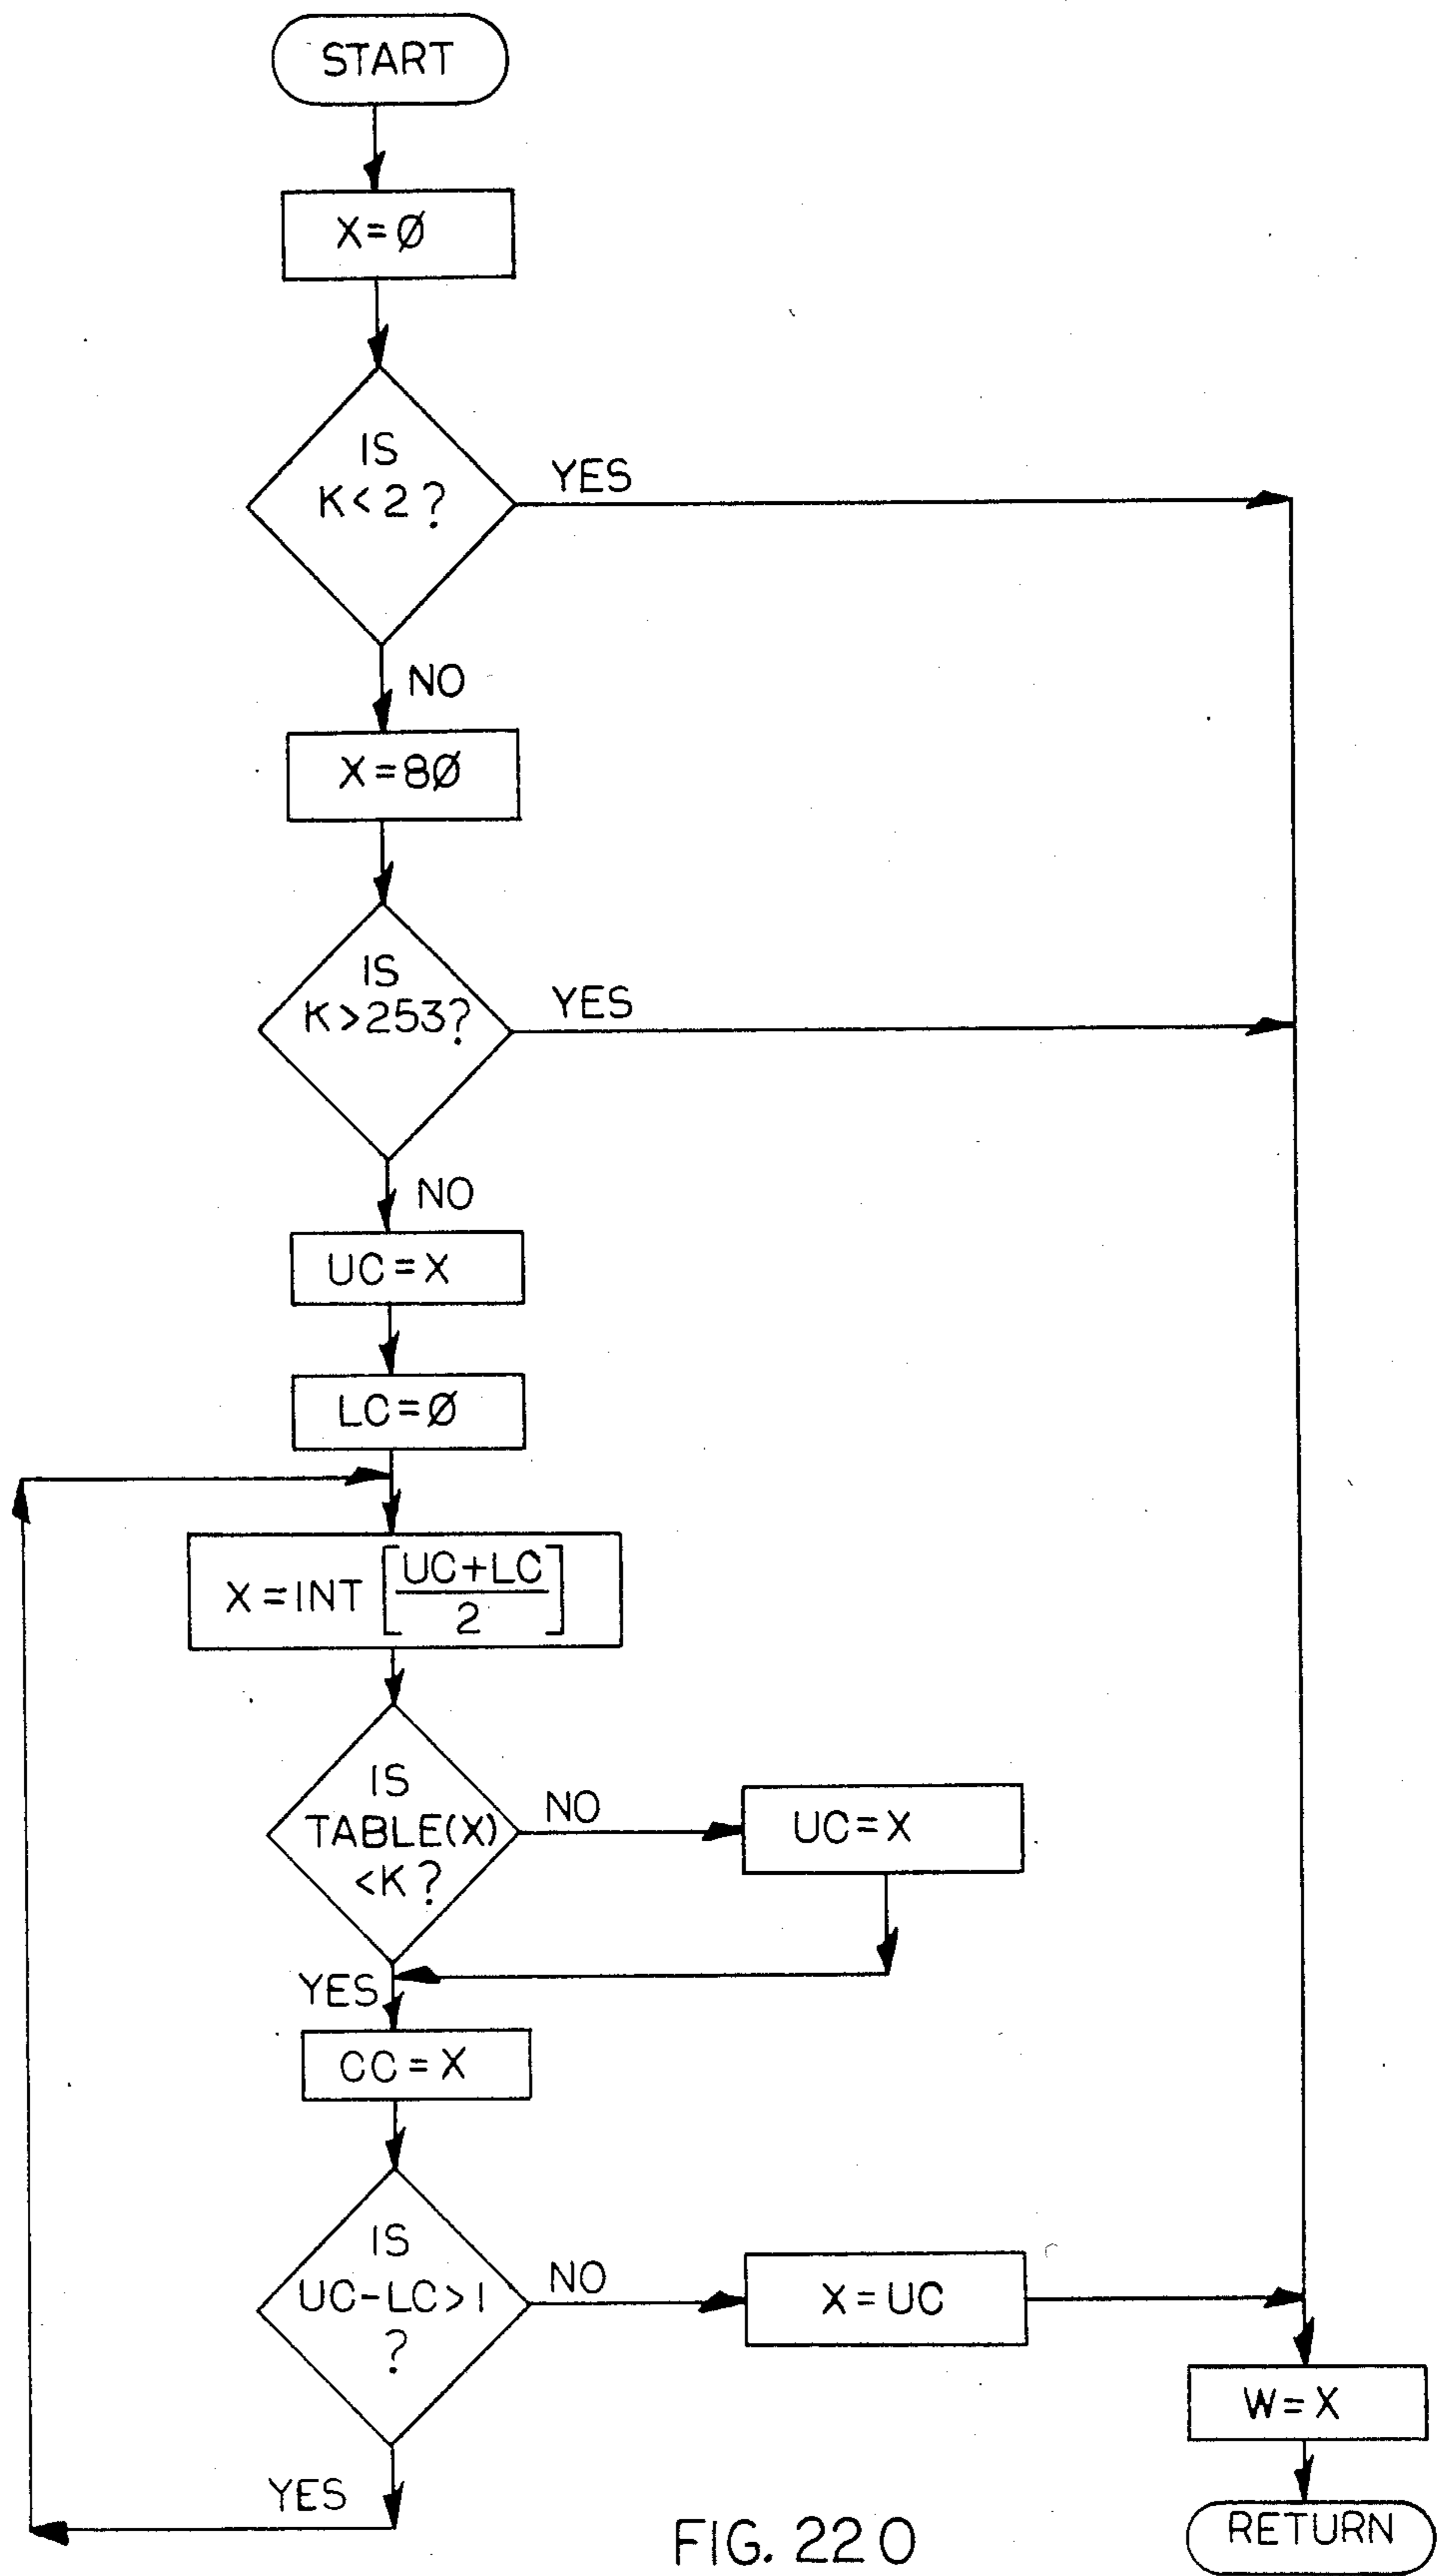 START
X=Ø
IS
K<2?
YES
NO
X=8Ø
IS
K>253?
YES
NO
UC=X
LC=Ø
X=INT [UC+LC
2]
IS
TABLE(X)
<K?
NO
UC=X
YES
CC=X
IS
UC-LC>1
?
NO
X=UC
W=X
YES
RETURN
FIG. 220